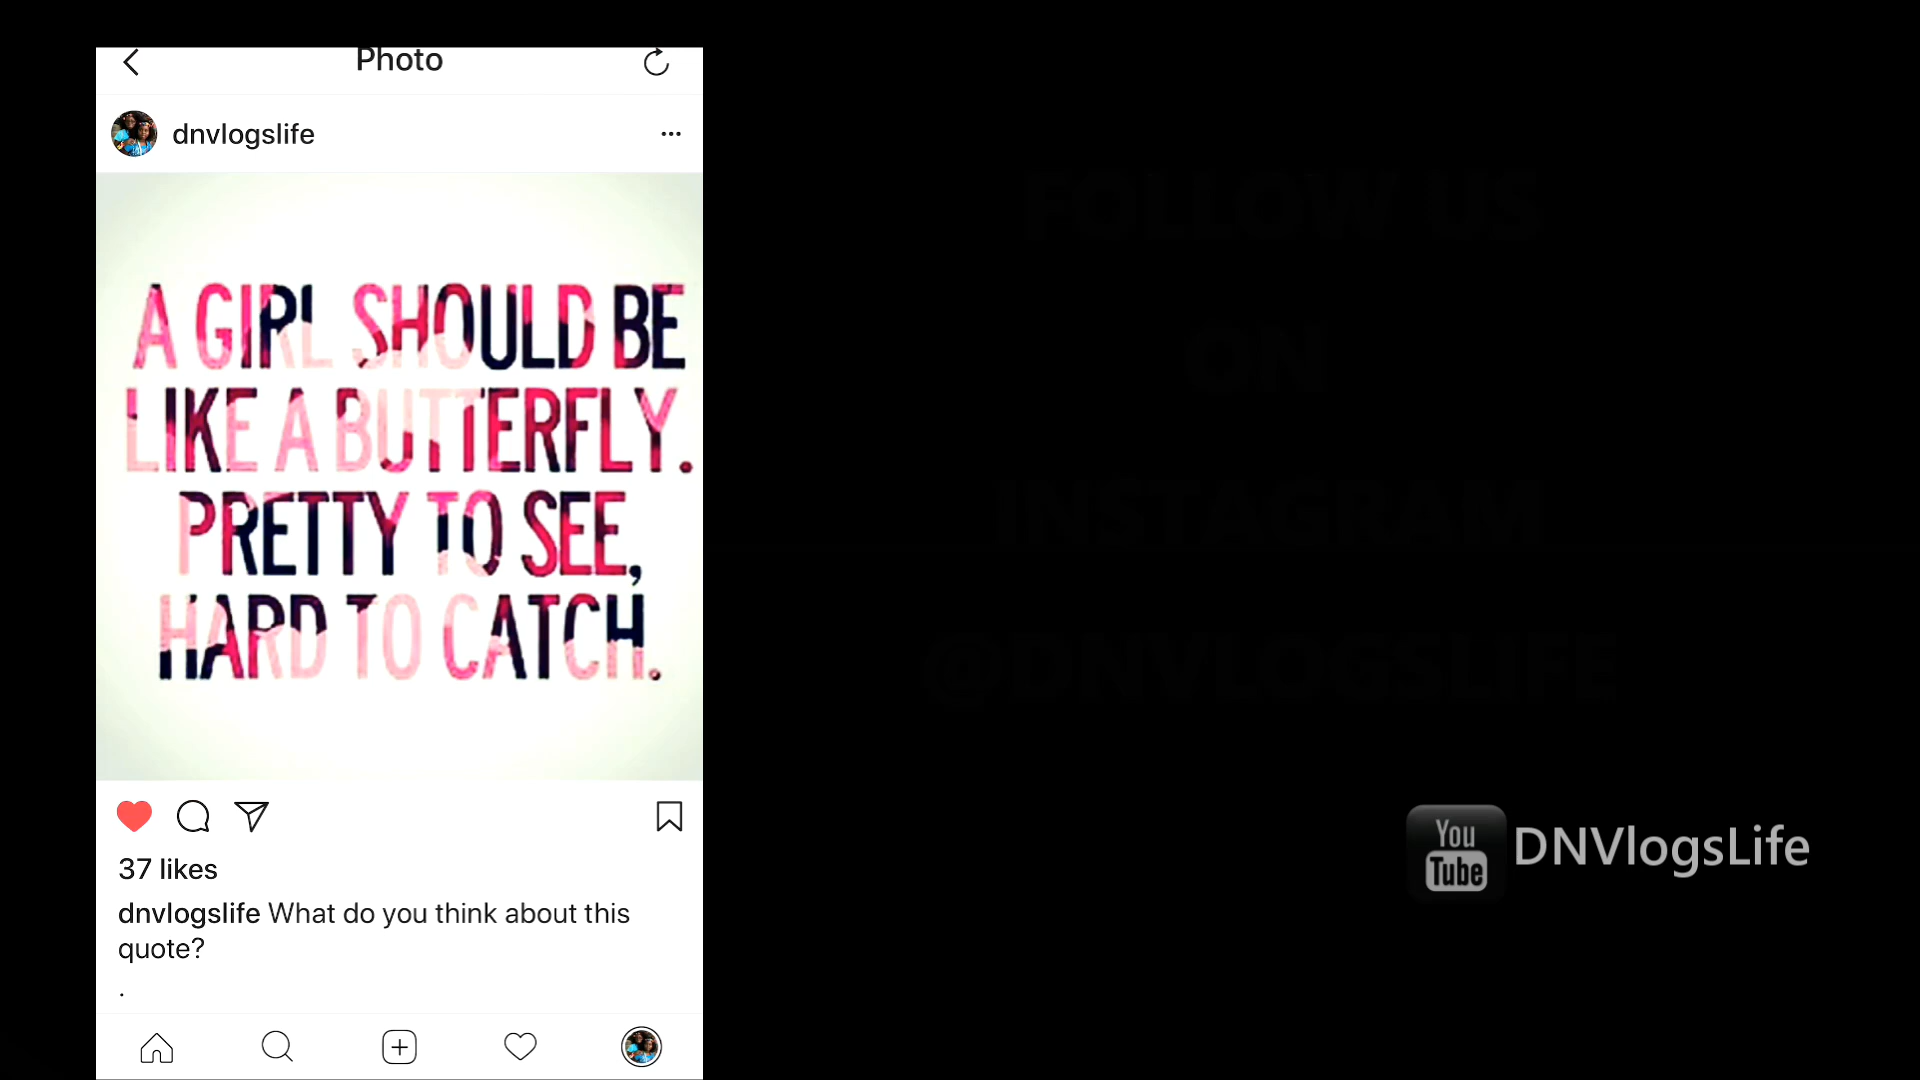 Photo
dnvlogslife
A GIRL SHOULD BE
LIKE A BUTTERFLY.
PRETTY TO SEE,
HARD TO CATCH.
37 likes
dnvlogslife What do you think about this
quote?
.
FOLLOW US
ON
INSTAGRAM
@DNVLOGSLIFE
You
Tube
DNVlogsLife